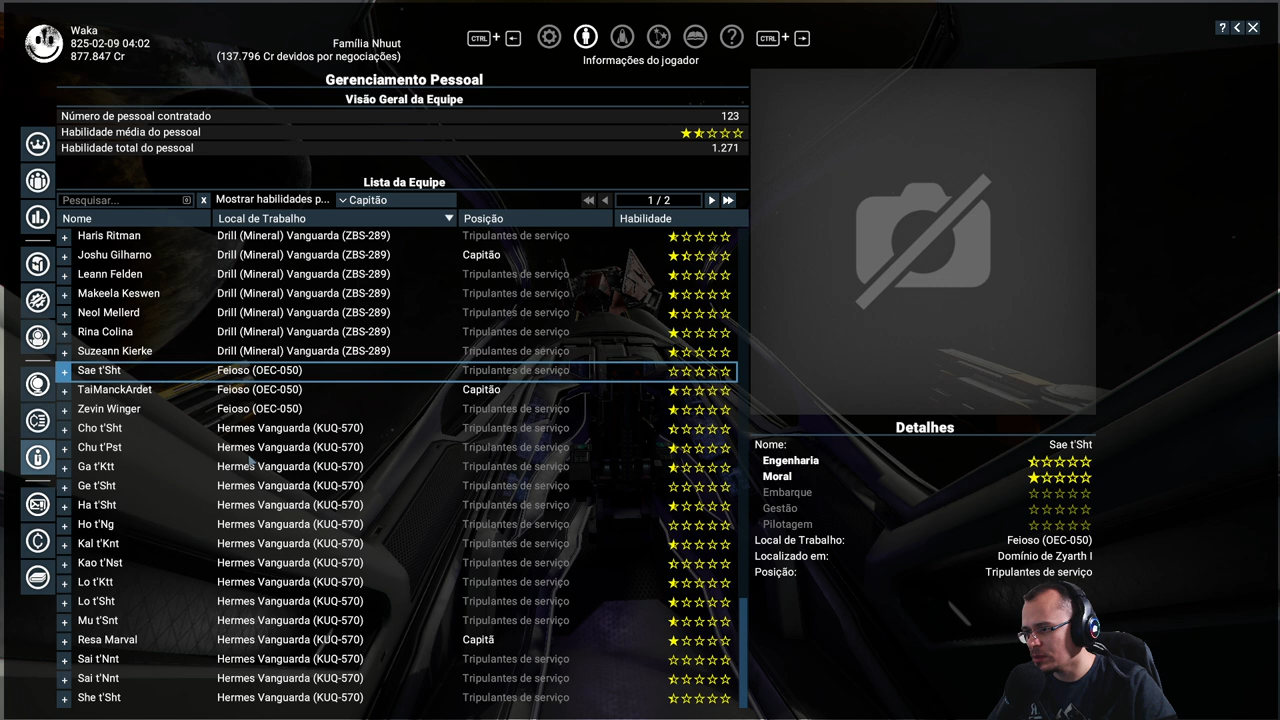 Waka
825-02-09 04:02
877.847 Cr
Família Nhuut
(137.796 Cr devidos por negociações)
CTRL +
CTRL +
Informações do jogador
? < X
Gerenciamento Pessoal
Visão Geral da Equipe
Número de pessoal contratado 123
Habilidade média do pessoal
Habilidade total do pessoal 1.271
Lista da Equipe
Pesquisar... x Mostrar habilidades p... Capitão 1 / 2
Nome Local de Trabalho Posição Habilidade
+ Haris Ritman Drill (Mineral) Vanguarda (ZBS-289) Tripulantes de serviço
+ Joshu Gilharno Drill (Mineral) Vanguarda (ZBS-289) Capitão
+ Leann Felden Drill (Mineral) Vanguarda (ZBS-289) Tripulantes de serviço
+ Makeela Keswen Drill (Mineral) Vanguarda (ZBS-289) Tripulantes de serviço
+ Neol Mellerd Drill (Mineral) Vanguarda (ZBS-289) Tripulantes de serviço
+ Rina Colina Drill (Mineral) Vanguarda (ZBS-289) Tripulantes de serviço
+ Suzeann Kierke Drill (Mineral) Vanguarda (ZBS-289) Tripulantes de serviço
+ Sae t'Sht Feioso (OEC-050) Tripulantes de serviço
+ TaiManckArdet Feioso (OEC-050) Capitão
+ Zevin Winger Feioso (OEC-050) Tripulantes de serviço
+ Cho t'Sht Hermes Vanguarda (KUQ-570) Tripulantes de serviço
+ Chu t'Pst Hermes Vanguarda (KUQ-570) Tripulantes de serviço
+ Ga t'Ktt Hermes Vanguarda (KUQ-570) Tripulantes de serviço
+ Ge t'Sht Hermes Vanguarda (KUQ-570) Tripulantes de serviço
+ Ha t'Sht Hermes Vanguarda (KUQ-570) Tripulantes de serviço
+ Ho t'Ng Hermes Vanguarda (KUQ-570) Tripulantes de serviço
+ Kal t'Knt Hermes Vanguarda (KUQ-570) Tripulantes de serviço
+ Kao t'Nst Hermes Vanguarda (KUQ-570) Tripulantes de serviço
+ Lo t'Ktt Hermes Vanguarda (KUQ-570) Tripulantes de serviço
+ Lo t'Sht Hermes Vanguarda (KUQ-570) Tripulantes de serviço
+ Mu t'Snt Hermes Vanguarda (KUQ-570) Tripulantes de serviço
+ Resa Marval Hermes Vanguarda (KUQ-570) Capitã
+ Sai t'Nnt Hermes Vanguarda (KUQ-570) Tripulantes de serviço
+ Sai t'Nnt Hermes Vanguarda (KUQ-570) Tripulantes de serviço
+ She t'Sht Hermes Vanguarda (KUQ-570) Tripulantes de serviço
Detalhes
Nome: Sae t'Sht
Engenharia
Moral
Embarque
Gestão
Pilotagem
Local de Trabalho: Feioso (OEC-050)
Localizado em: Domínio de Zyarth I
Posição: Tripulantes de serviço